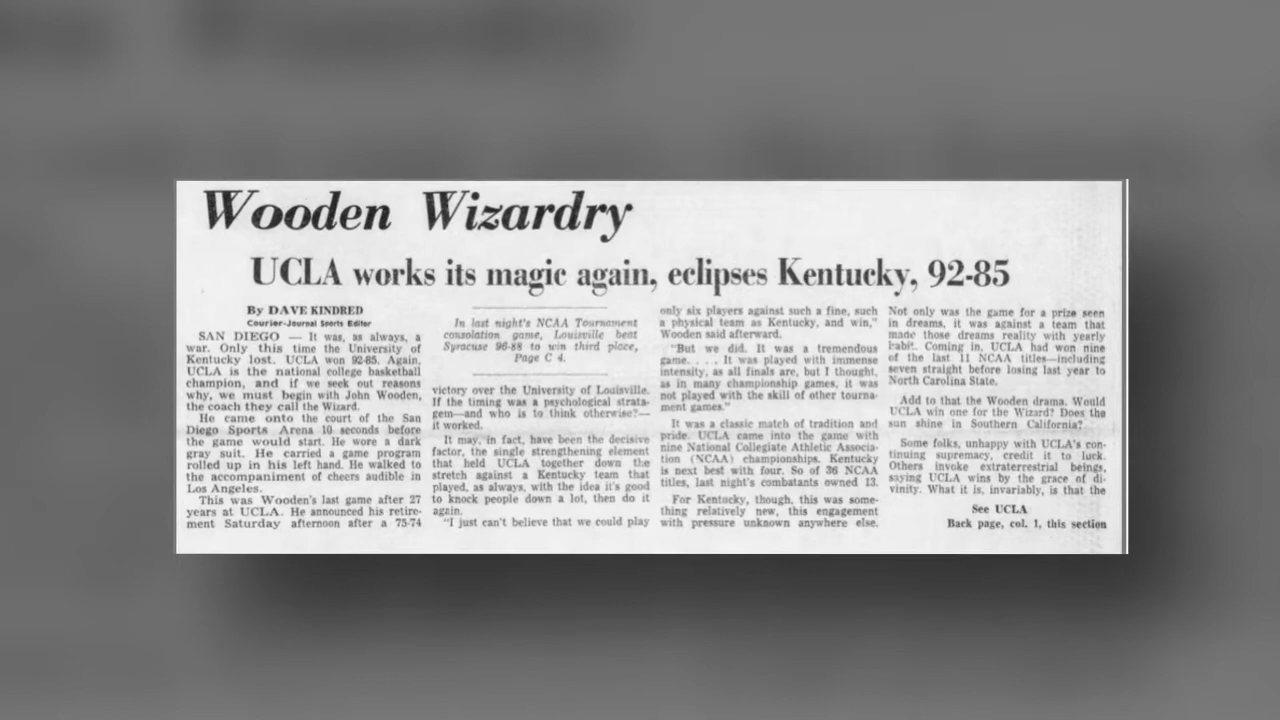 Wooden Wizardry
UCLA works its magic again, eclipses Kentucky, 92-85
By DAVE KINDRED
Courier-Journal Sports Editor
SAN DIEGO — It was, as always, a
war. Only this time the University of
Kentucky lost. UCLA won 92-85. Again,
UCLA is the national college basketball
champion, and if we seek out reasons
why, we must begin with John Wooden,
the coach they call the Wizard.
He came onto the court of the San
Diego Sports Arena 10 seconds before
the game would start. He wore a dark
gray suit. He carried a game program
rolled up in his left hand. He walked to
the accompaniment of cheers audible in
Los Angeles.
This was Wooden's last game after 27
years at UCLA. He announced his retire-
ment Saturday afternoon after a 75-74
In last night's NCAA Tournament
consolation game, Louisville beat
Syracuse 96-88 to win third place,
Page C 4.
victory over the University of Louisville.
If the timing was a psychological strata-
gem—and who is to think otherwise?—
it worked.
It may, in fact, have been the decisive
factor, the single strengthening element
that held UCLA together down the
stretch against a Kentucky team that
played, as always, with the idea it's good
to knock people down a lot, then do it
again.
"I just can't believe that we could play
only six players against such a fine, such
a physical team as Kentucky, and win,"
Wooden said afterward.
"But we did. It was a tremendous
game. . . . It was played with immense
intensity, as all finals are, but I thought,
as in many championship games, it was
not played with the skill of other tourna-
ment games."
It was a classic match of tradition and
pride. UCLA came into the game with
nine National Collegiate Athletic Associa-
tion (NCAA) championships. Kentucky
is next best with four. So of 36 NCAA
titles, last night's combatants owned 13.
For Kentucky, though, this was some-
thing relatively new, this engagement
with pressure unknown anywhere else.
Not only was the game for a prize seen
in dreams, it was against a team that
made those dreams reality with yearly
habit. Coming in, UCLA had won nine
of the last 11 NCAA titles—including
seven straight before losing last year to
North Carolina State.
Add to that the Wooden drama. Would
UCLA win one for the Wizard? Does the
sun shine in Southern California?
Some folks, unhappy with UCLA's con-
tinuing supremacy, credit it to luck.
Others invoke extraterrestrial beings,
saying UCLA wins by the grace of di-
vinity. What it is, invariably, is that the
See UCLA
Back page, col. 1, this section